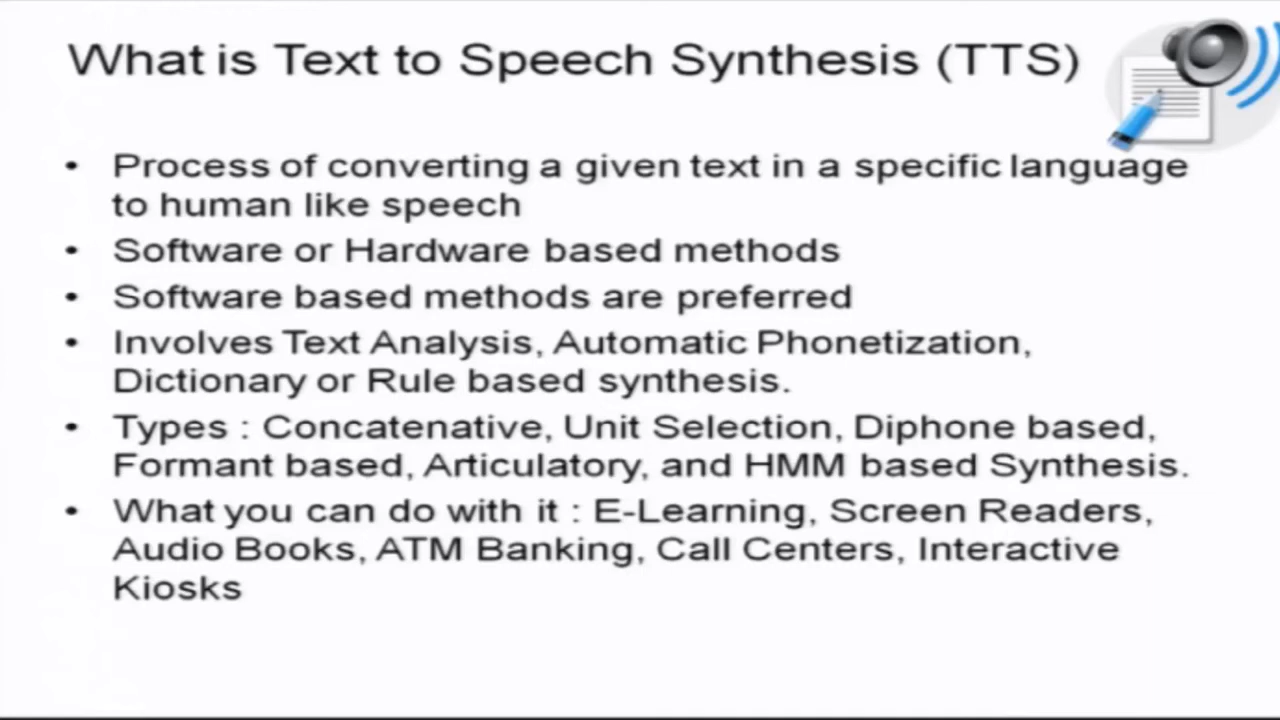 What is Text to Speech Synthesis (TTS)
• Process of converting a given text in a specific language
to human like speech
• Software or Hardware based methods
• Software based methods are preferred
• Involves Text Analysis, Automatic Phonetization,
Dictionary or Rule based synthesis.
• Types : Concatenative, Unit Selection, Diphone based,
Formant based, Articulatory, and HMM based Synthesis.
• What you can do with it : E-Learning, Screen Readers,
Audio Books, ATM Banking, Call Centers, Interactive
Kiosks